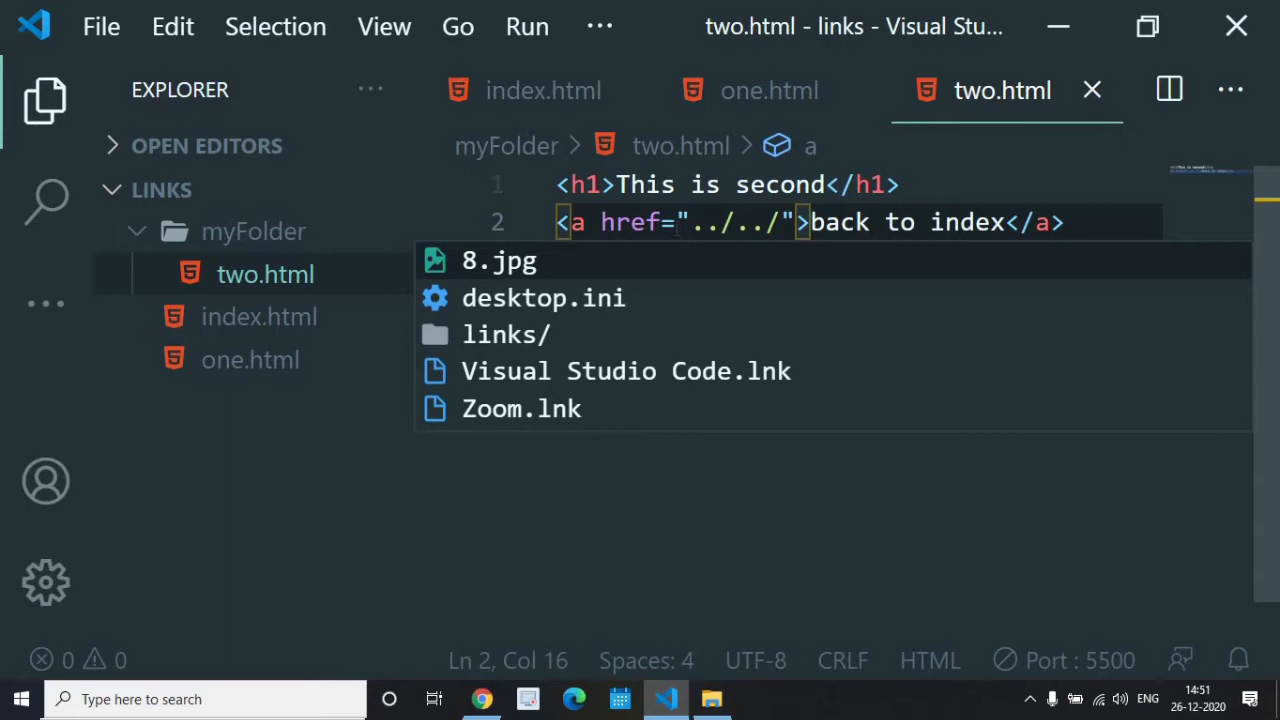 File Edit Selection View Go Run ··· two.html - links - Visual Stu...
EXPLORER ··· index.html one.html two.html ···
OPEN EDITORS
myFolder > two.html > a
LINKS
1 <h1>This is second</h1>
myFolder
2 <a href="../../">back to index</a>
two.html
index.html
one.html
8.jpg
desktop.ini
links/
Visual Studio Code.lnk
Zoom.lnk
0 0 Ln 2, Col 16 Spaces: 4 UTF-8 CRLF HTML Port : 5500
Type here to search
ENG
14:51
26-12-2020